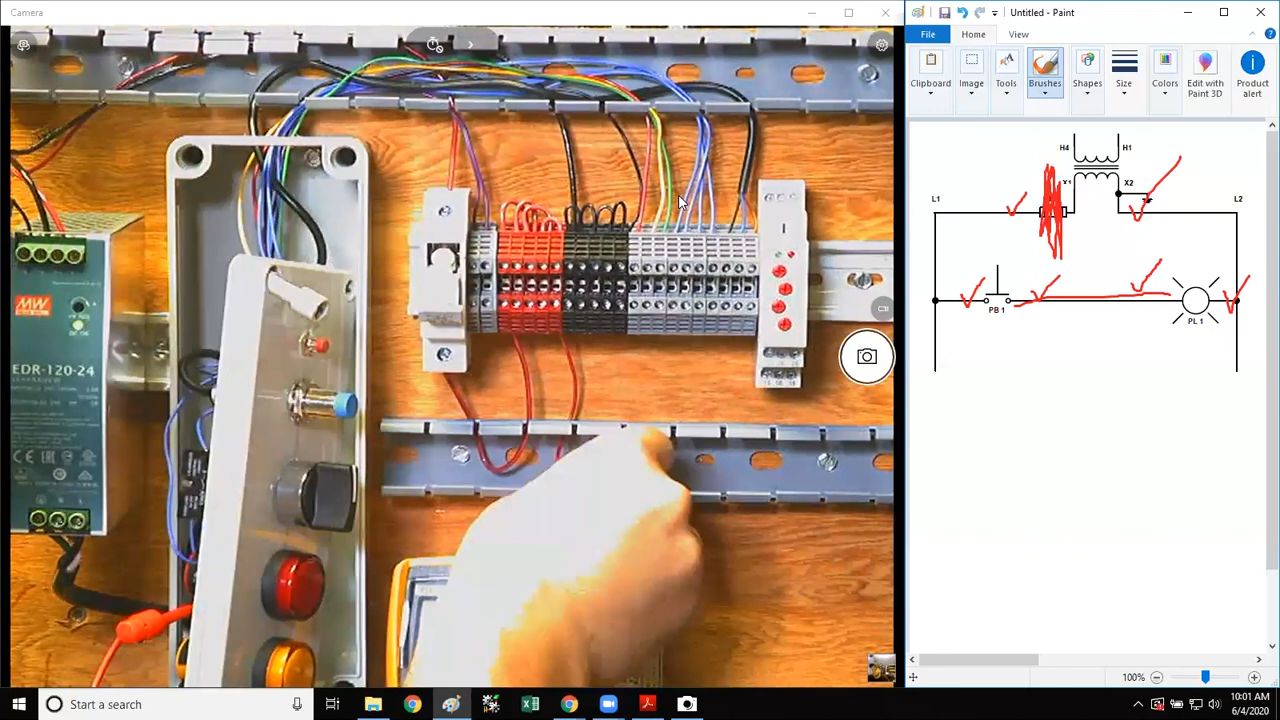 Camera
Untitled - Paint
File
Home
View
Clipboard
Image
Tools
Brushes
Shapes
Size
Colors
Edit with
Paint 3D
Product
alert
H4
H1
X1
X2
L1
L2
PB 1
PL 1
MW
EDR-120-24
100%
Start a search
10:01 AM
6/4/2020